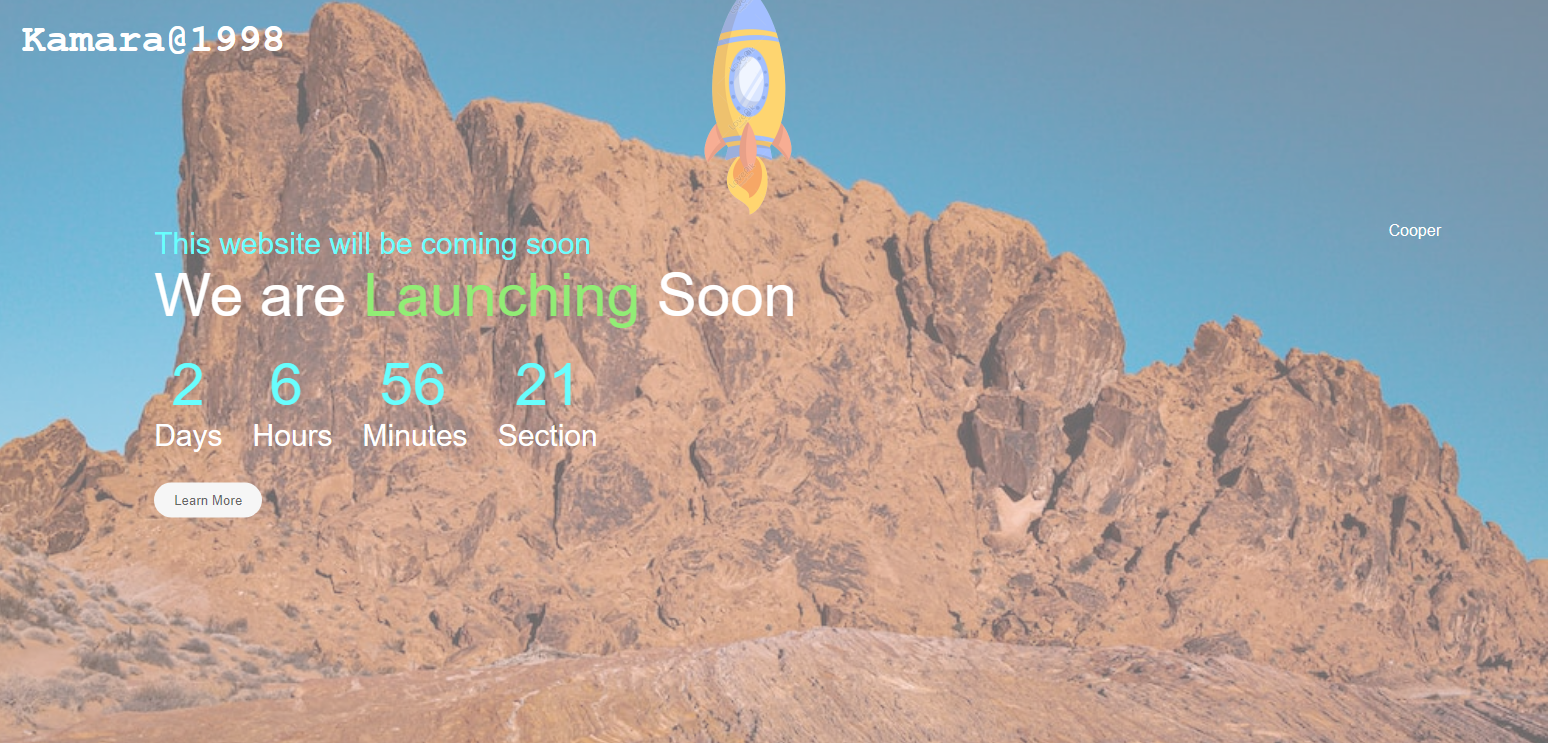 Kamara@1998
Cooper
This website will be coming soon
We are Launching Soon
2 6 56 21
Days Hours Minutes Section
Learn More